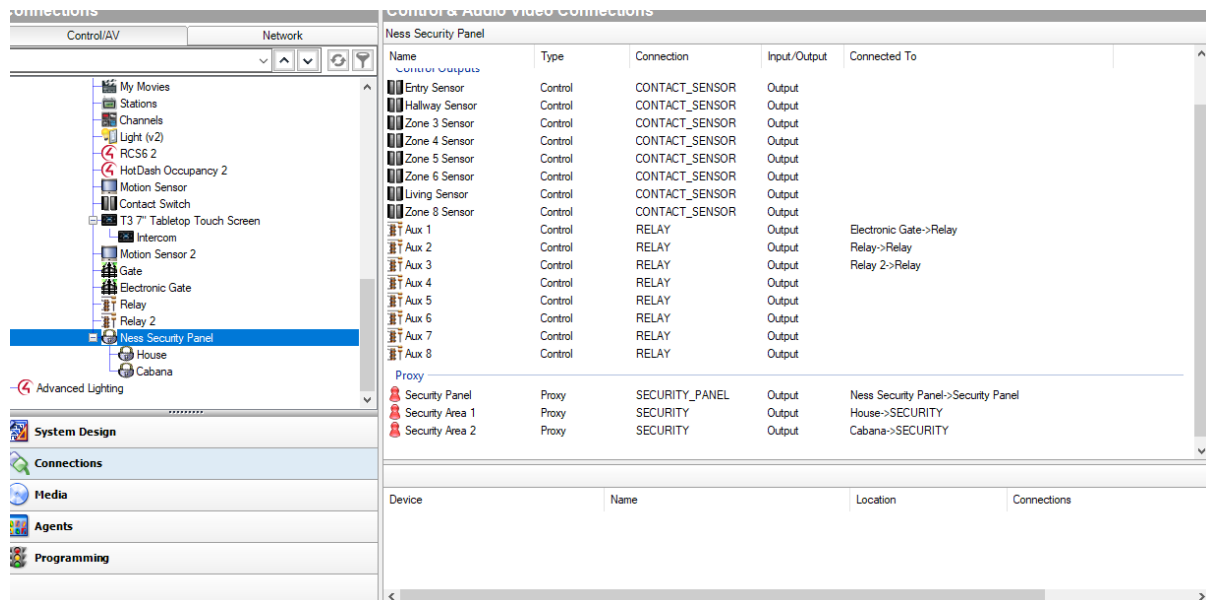 Connections
Control/AV Network
My Movies
Stations
Channels
Light (v2)
RCS6 2
HotDash Occupancy 2
Motion Sensor
Contact Switch
T3 7" Tabletop Touch Screen
Intercom
Motion Sensor 2
Gate
Electronic Gate
Relay
Relay 2
Ness Security Panel
House
Cabana
Advanced Lighting
System Design
Connections
Media
Agents
Programming
Control & Audio Video Connections
Ness Security Panel
Name Type Connection Input/Output Connected To
Control Outputs
Entry Sensor Control CONTACT_SENSOR Output
Hallway Sensor Control CONTACT_SENSOR Output
Zone 3 Sensor Control CONTACT_SENSOR Output
Zone 4 Sensor Control CONTACT_SENSOR Output
Zone 5 Sensor Control CONTACT_SENSOR Output
Zone 6 Sensor Control CONTACT_SENSOR Output
Living Sensor Control CONTACT_SENSOR Output
Zone 8 Sensor Control CONTACT_SENSOR Output
Aux 1 Control RELAY Output Electronic Gate->Relay
Aux 2 Control RELAY Output Relay->Relay
Aux 3 Control RELAY Output Relay 2->Relay
Aux 4 Control RELAY Output
Aux 5 Control RELAY Output
Aux 6 Control RELAY Output
Aux 7 Control RELAY Output
Aux 8 Control RELAY Output
Proxy
Security Panel Proxy SECURITY_PANEL Output Ness Security Panel->Security Panel
Security Area 1 Proxy SECURITY Output House->SECURITY
Security Area 2 Proxy SECURITY Output Cabana->SECURITY
Device Name Location Connections